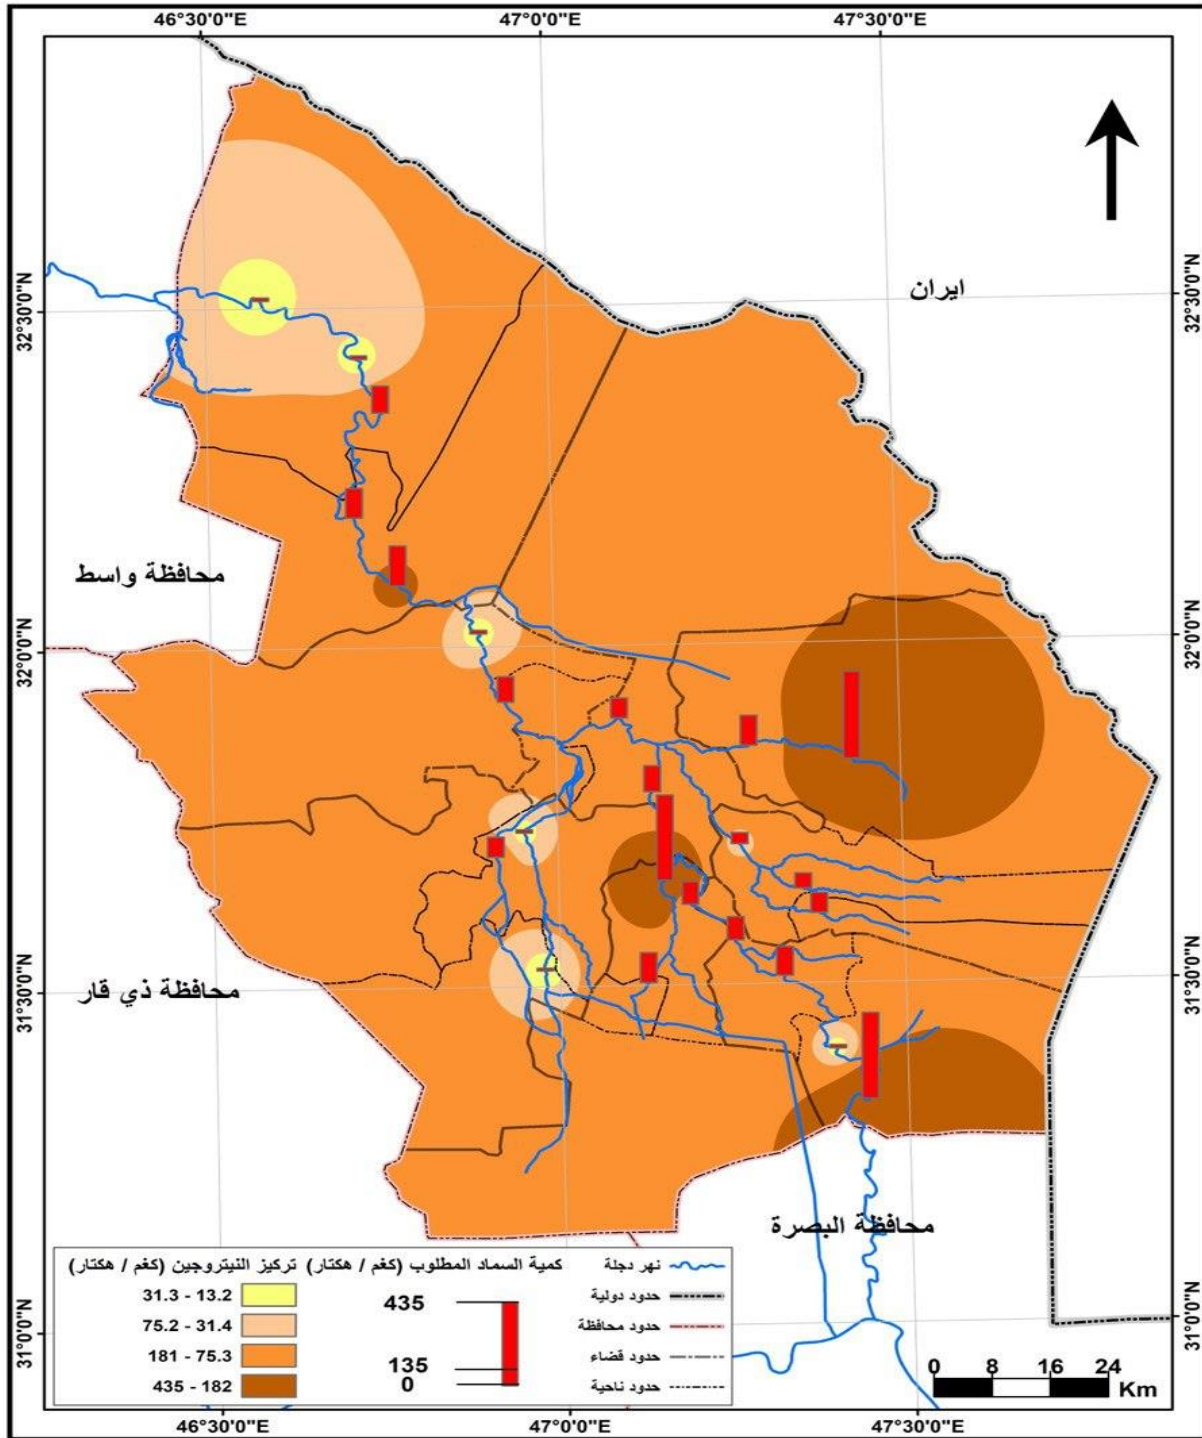 46°30'0"E 47°0'0"E 47°30'0"E
32°30'0"N
32°30'0"N
ايران
محافظة واسط
32°0'0"N
32°0'0"N
محافظة ذي قار
31°30'0"N
31°30'0"N
محافظة البصرة
31°0'0"N
31°0'0"N
نهر دجلة
حدود دولية
حدود محافظة
حدود قضاء
حدود ناحية
كمية السماد المطلوب (كغم / هكتار)
435
135
0
تركيز النيتروجين (كغم / هكتار)
31.3 - 13.2
75.2 - 31.4
181 - 75.3
435 - 182
0 8 16 24
Km
46°30'0"E 47°0'0"E 47°30'0"E